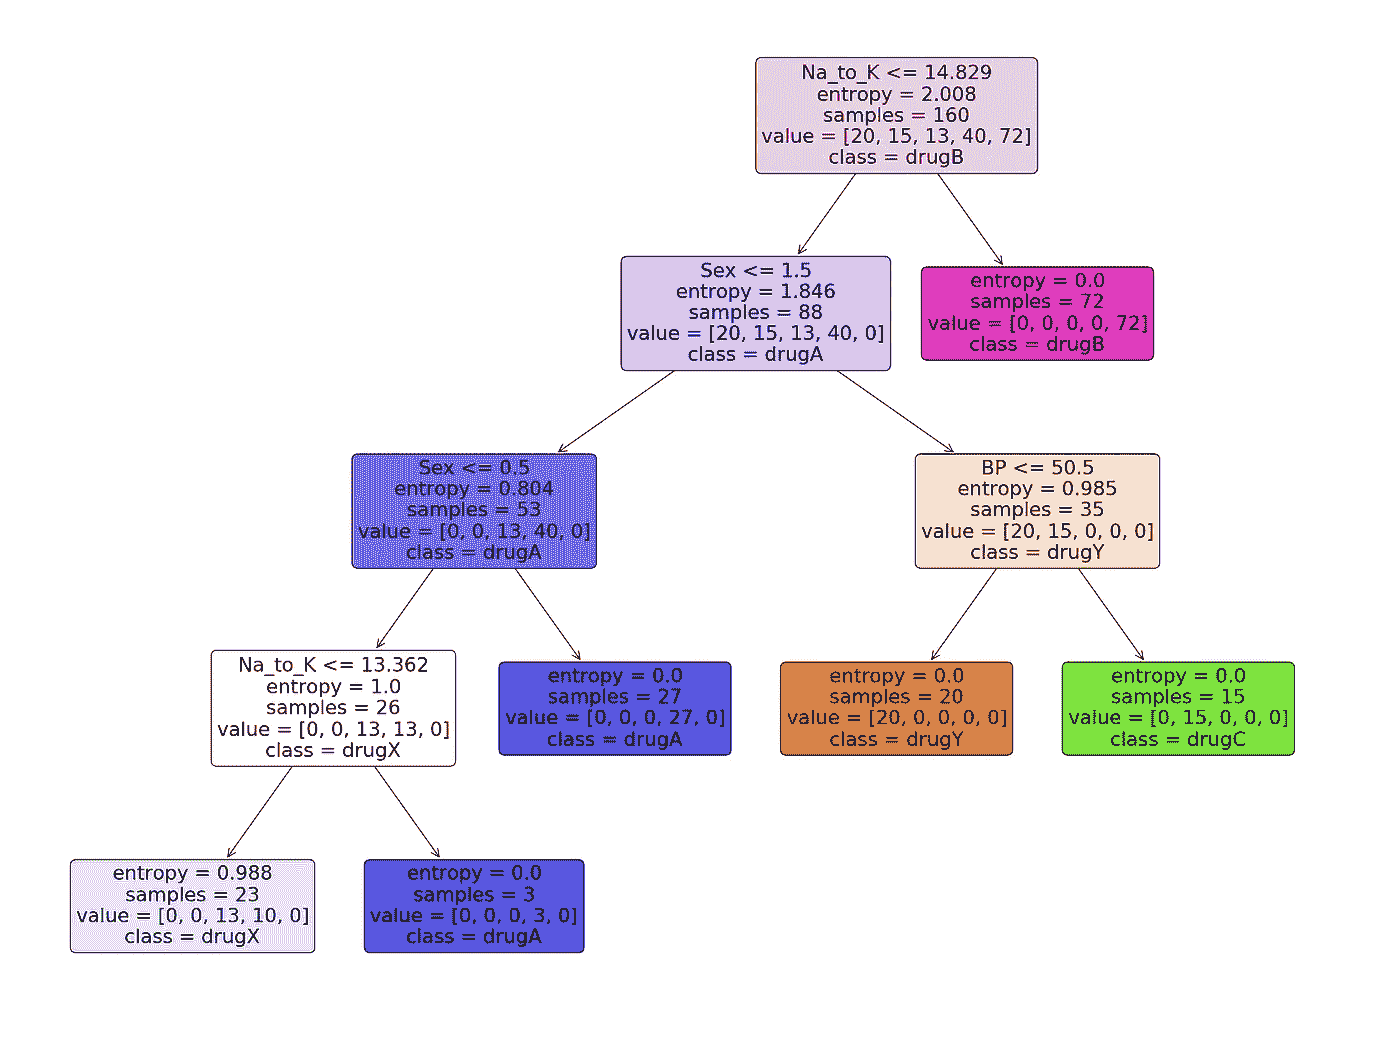 Na_to_K <= 14.829
entropy = 2.008
samples = 160
value = [20, 15, 13, 40, 72]
class = drugB
Sex <= 1.5
entropy = 1.846
samples = 88
value = [20, 15, 13, 40, 0]
class = drugA
entropy = 0.0
samples = 72
value = [0, 0, 0, 0, 72]
class = drugB
Sex <= 0.5
entropy = 0.804
samples = 53
value = [0, 0, 13, 40, 0]
class = drugA
BP <= 50.5
entropy = 0.985
samples = 35
value = [20, 15, 0, 0, 0]
class = drugY
Na_to_K <= 13.362
entropy = 1.0
samples = 26
value = [0, 0, 13, 13, 0]
class = drugX
entropy = 0.0
samples = 27
value = [0, 0, 0, 27, 0]
class = drugA
entropy = 0.0
samples = 20
value = [20, 0, 0, 0, 0]
class = drugY
entropy = 0.0
samples = 15
value = [0, 15, 0, 0, 0]
class = drugC
entropy = 0.988
samples = 23
value = [0, 0, 13, 10, 0]
class = drugX
entropy = 0.0
samples = 3
value = [0, 0, 0, 3, 0]
class = drugA